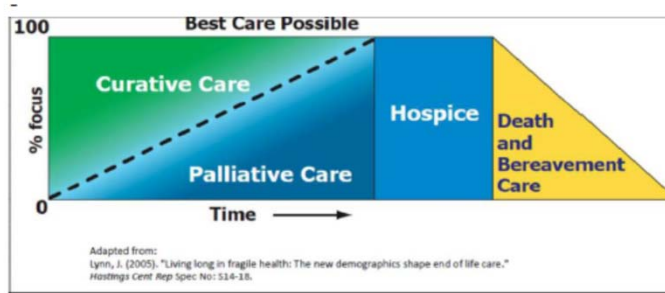 Best Care Possible
100
Curative Care
% focus
Hospice
Palliative Care
Death
and
Bereavement
Care
0
Time
Adapted from:
Lynn, J. (2005). "Living long in fragile health: The new demographics shape end of life care."
Hastings Cent Rep Spec No: S14-18.